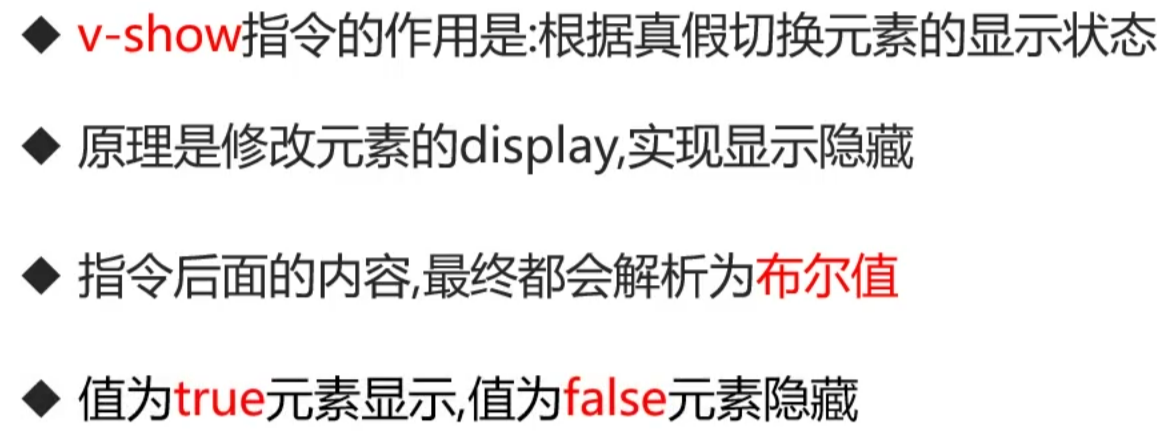 ◆ v-show指令的作用是:根据真假切换元素的显示状态
◆ 原理是修改元素的display,实现显示隐藏
◆ 指令后面的内容,最终都会解析为布尔值
◆ 值为true元素显示,值为false元素隐藏